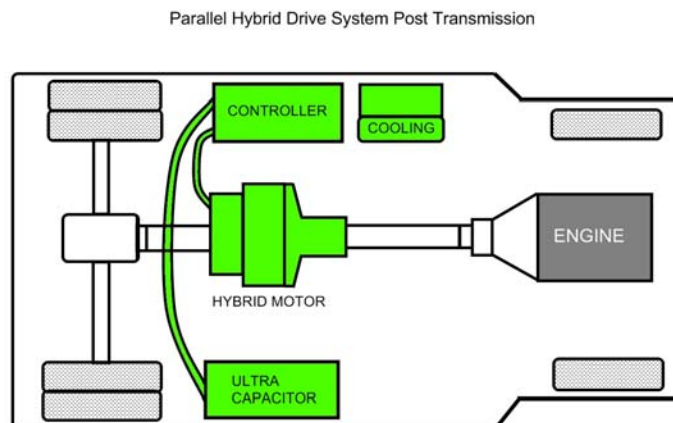 Parallel Hybrid Drive System Post Transmission
CONTROLLER
COOLING
ENGINE
HYBRID MOTOR
ULTRA
CAPACITOR